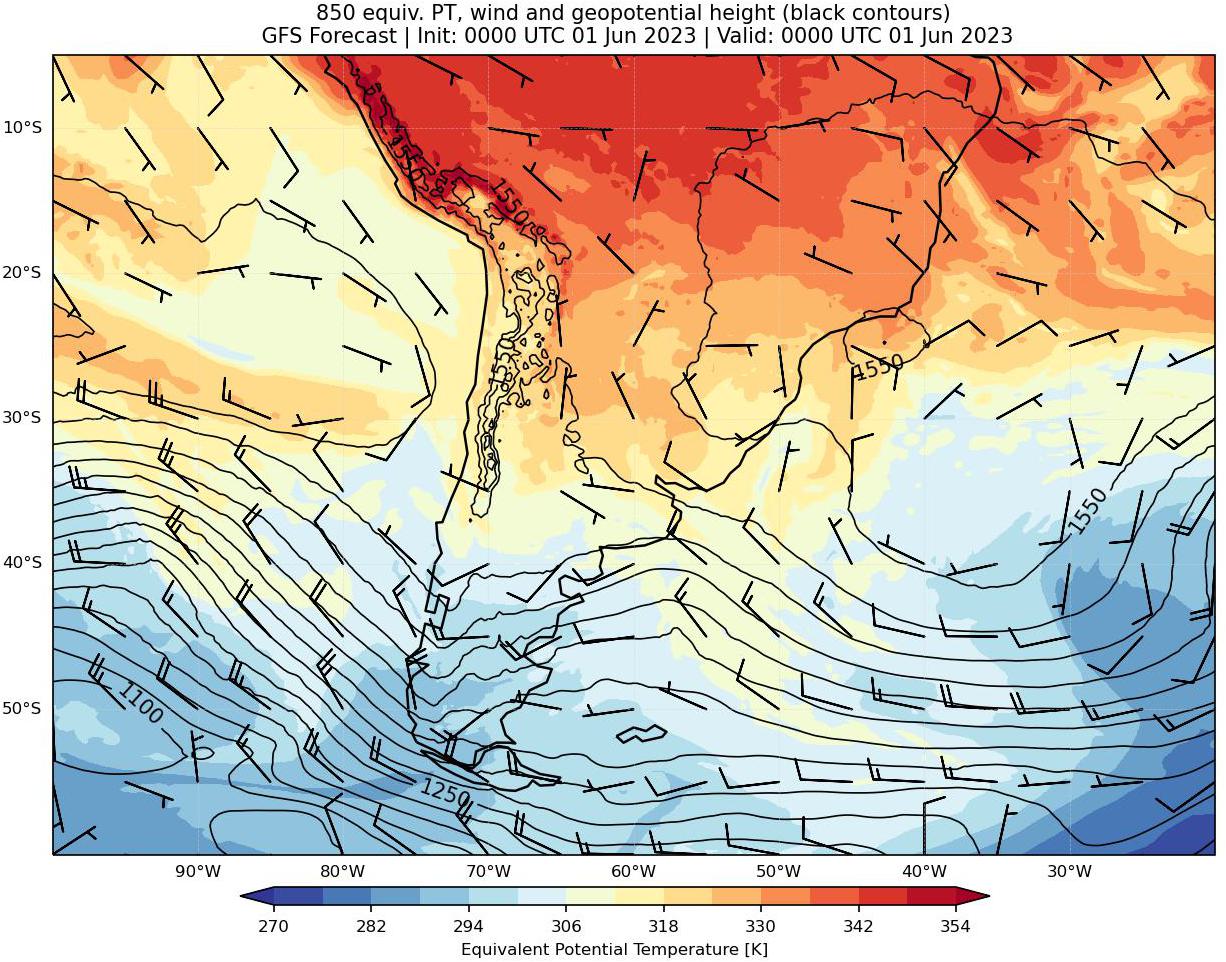 850 equiv. PT, wind and geopotential height (black contours)
GFS Forecast | Init: 0000 UTC 01 Jun 2023 | Valid: 0000 UTC 01 Jun 2023
10°S
1550
1550
20°S
1550
1550
30°S
1550
40°S
1100
50°S
1250
90°W 80°W 70°W 60°W 50°W 40°W 30°W
270 282 294 306 318 330 342 354
Equivalent Potential Temperature [K]